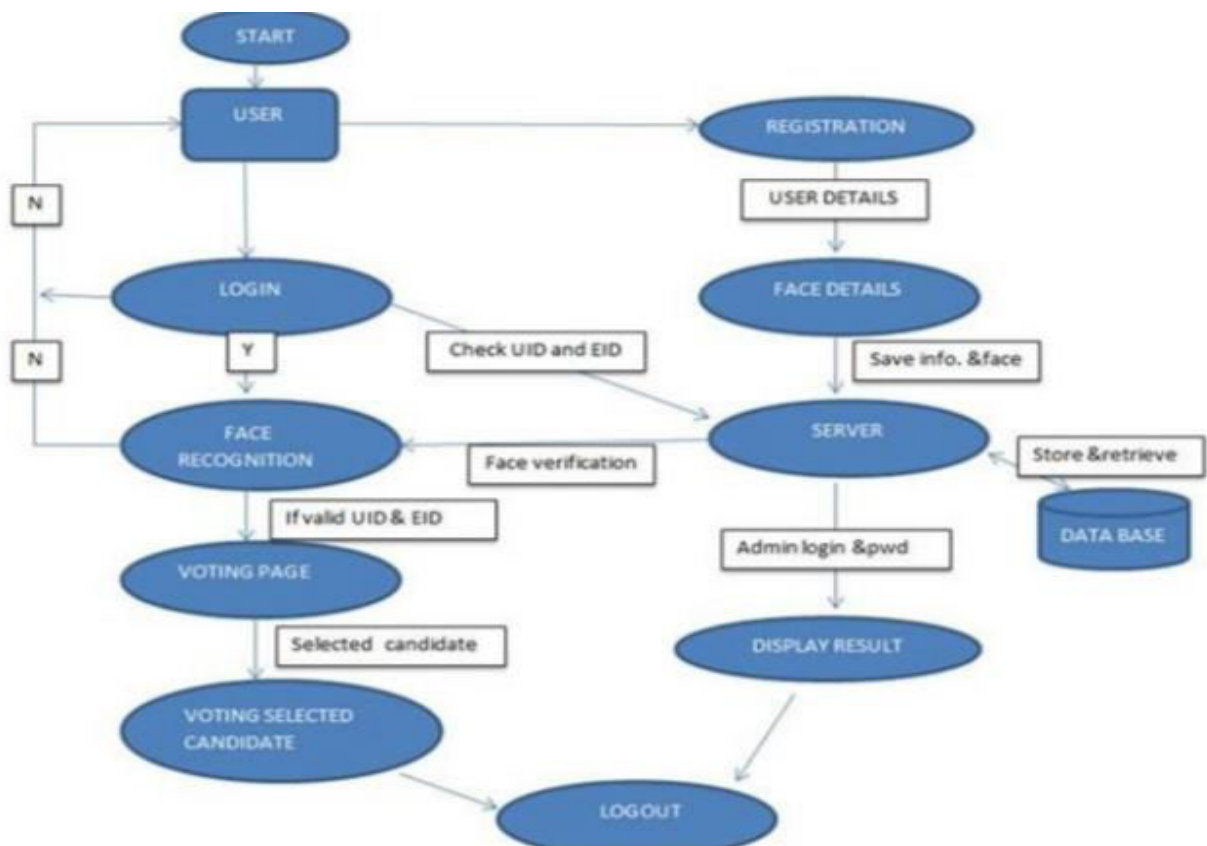 START
USER
REGISTRATION
N
USER DETAILS
LOGIN
FACE DETAILS
N
Y
Check UID and EID
Save info. &face
FACE
RECOGNITION
SERVER
Face verification
Store &retrieve
If valid UID & EID
Admin login &pwd
DATA BASE
VOTING PAGE
Selected candidate
DISPLAY RESULT
VOTING SELECTED
CANDIDATE
LOGOUT